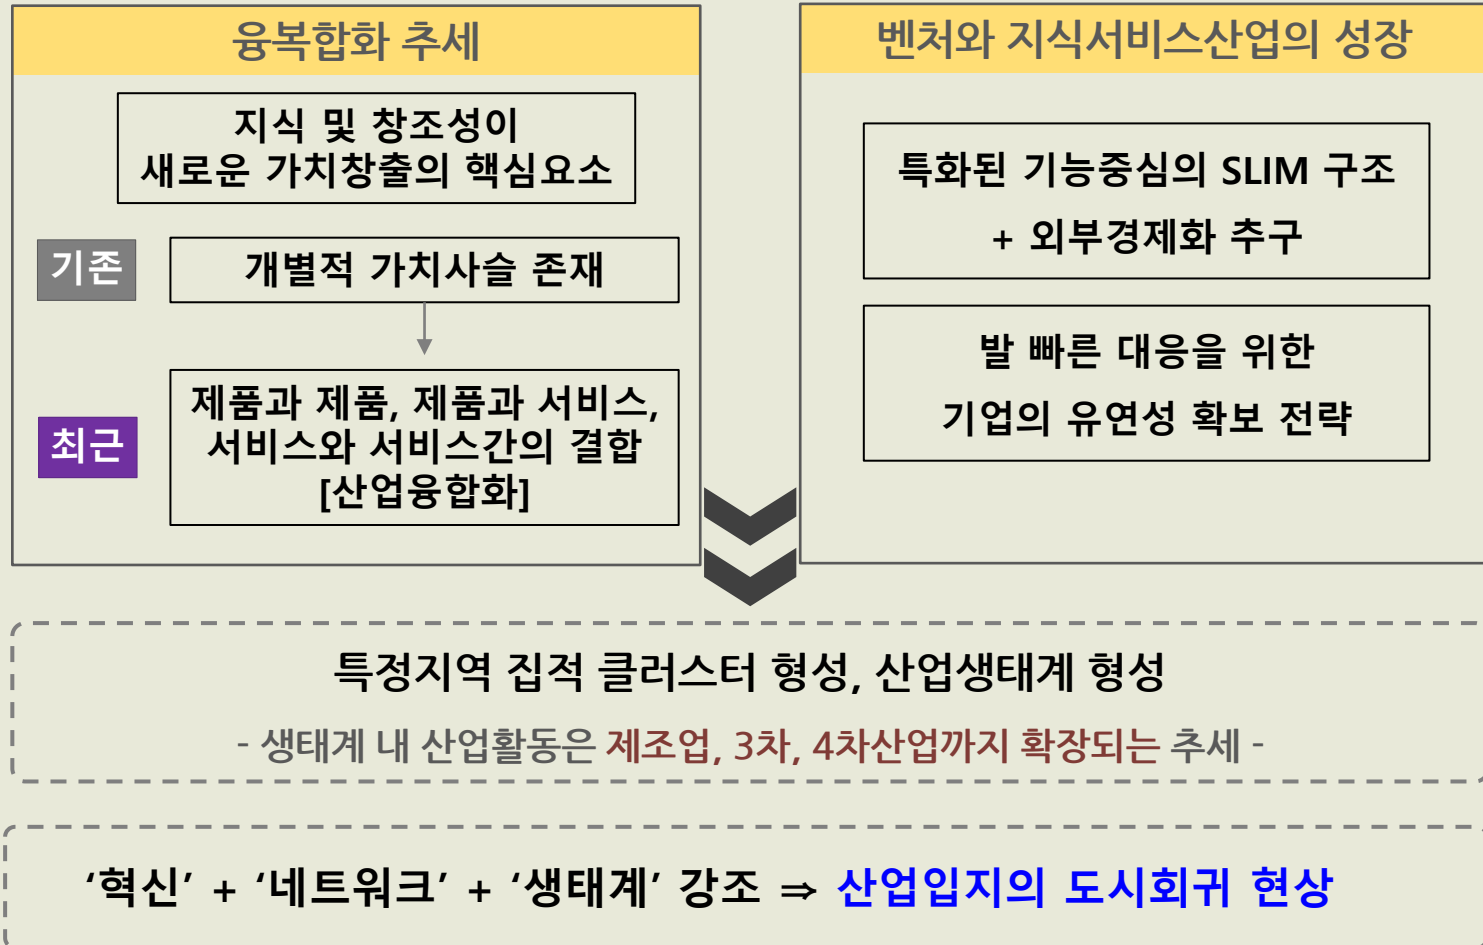 융복합화 추세
지식 및 창조성이
새로운 가치창출의 핵심요소
기존
개별적 가치사슬 존재
최근
제품과 제품, 제품과 서비스,
서비스와 서비스간의 결합
[산업융합화]
벤처와 지식서비스산업의 성장
특화된 기능중심의 SLIM 구조
+ 외부경제화 추구
발 빠른 대응을 위한
기업의 유연성 확보 전략
특정지역 집적 클러스터 형성, 산업생태계 형성
- 생태계 내 산업활동은 제조업, 3차, 4차산업까지 확장되는 추세 -
‘혁신’ + ‘네트워크’ + ‘생태계’ 강조 ⇒ 산업입지의 도시회귀 현상